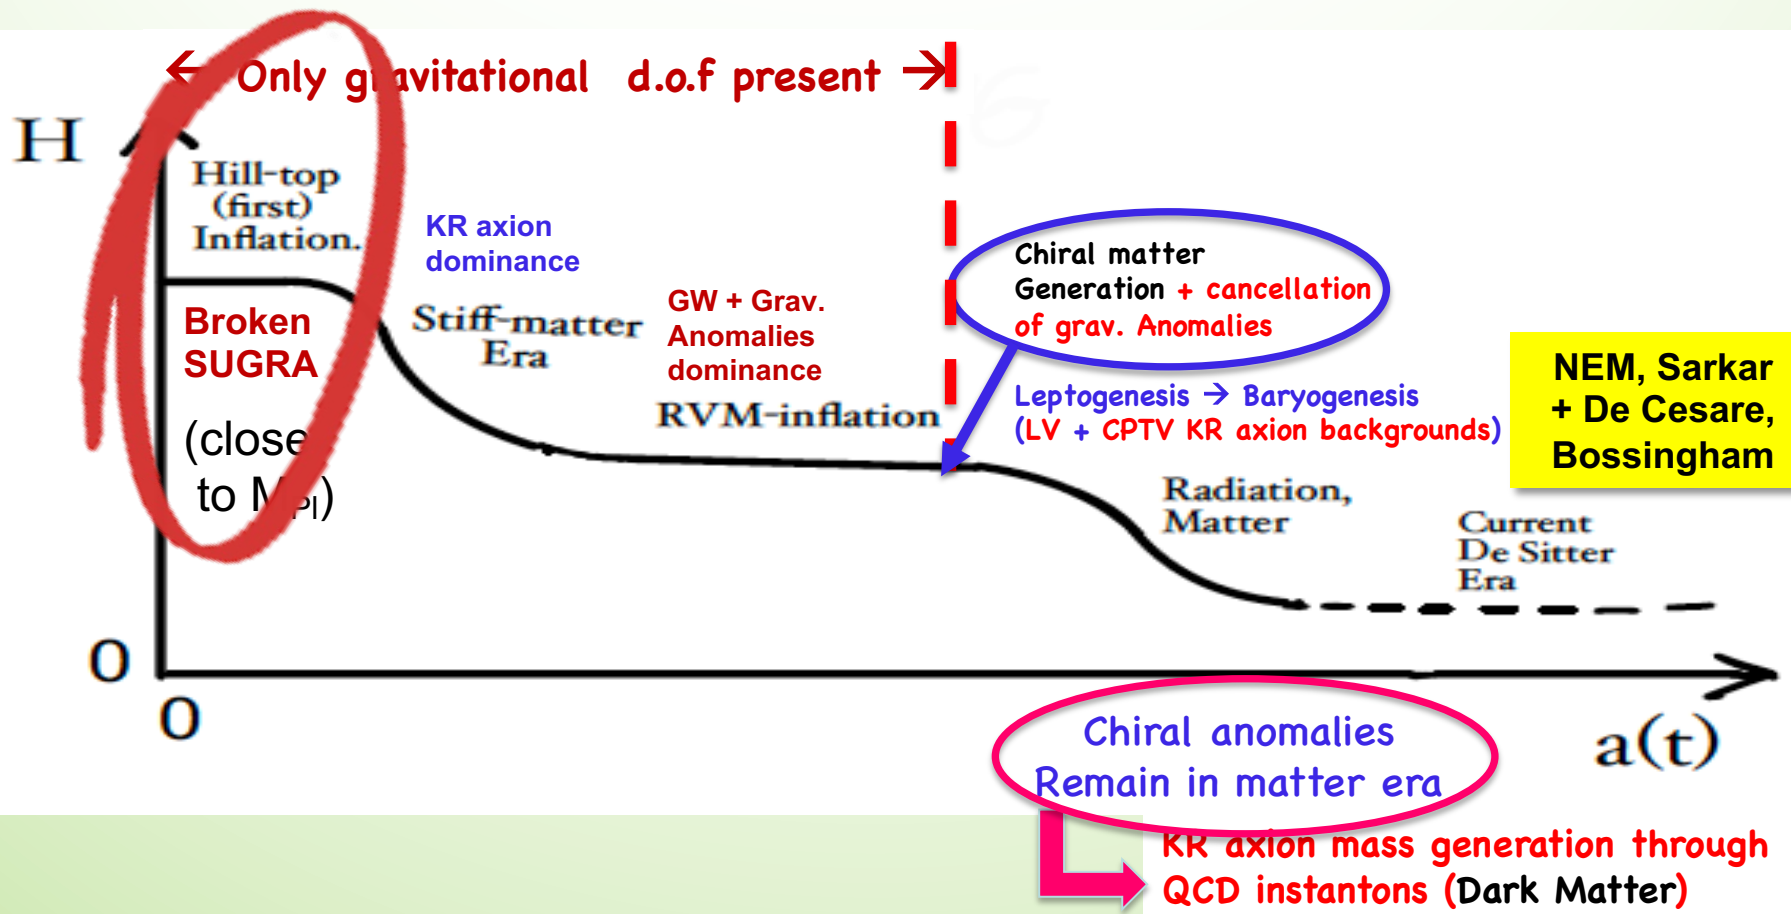 ← Only gravitational d.o.f present →
H
Hill-top
(first)
Inflation.
KR axion
dominance
Broken
SUGRA
(close
to MPl)
Stiff-matter
Era
GW + Grav.
Anomalies
dominance
RVM-inflation
Chiral matter
Generation + cancellation
of grav. Anomalies
Leptogenesis → Baryogenesis
(LV + CPTV KR axion backgrounds)
NEM, Sarkar
+ De Cesare,
Bossingham
Radiation,
Matter
Current
De Sitter
Era
0
0
a(t)
Chiral anomalies
Remain in matter era
KR axion mass generation through
QCD instantons (Dark Matter)